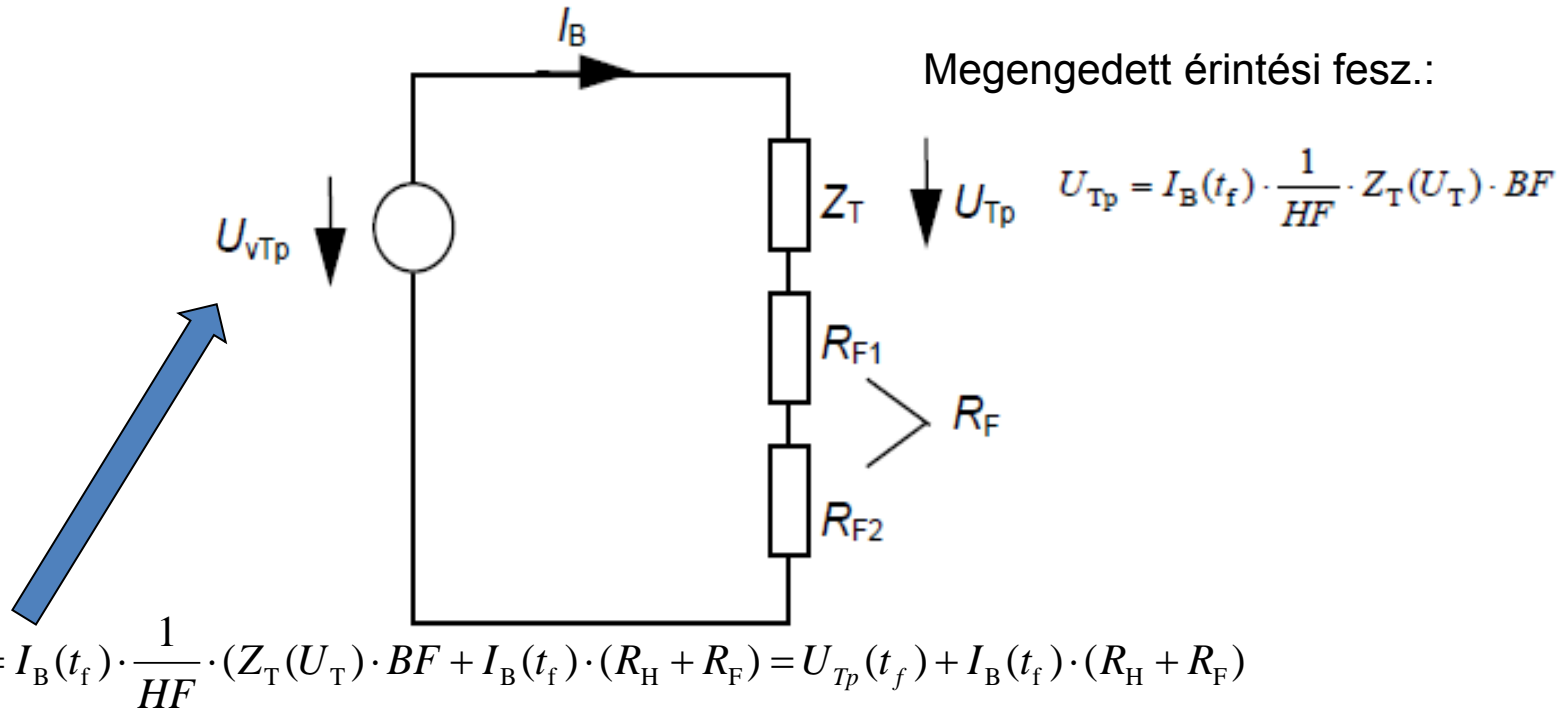 I_B
Megengedett érintési fesz.:
U_vTp
Z_T
U_Tp
U_Tp = I_B(t_f) · 1/HF · Z_T(U_T) · BF
R_F1
R_F
R_F2
= I_B(t_f) · 1/HF · (Z_T(U_T) · BF + I_B(t_f) · (R_H + R_F) = U_Tp(t_f) + I_B(t_f) · (R_H + R_F)